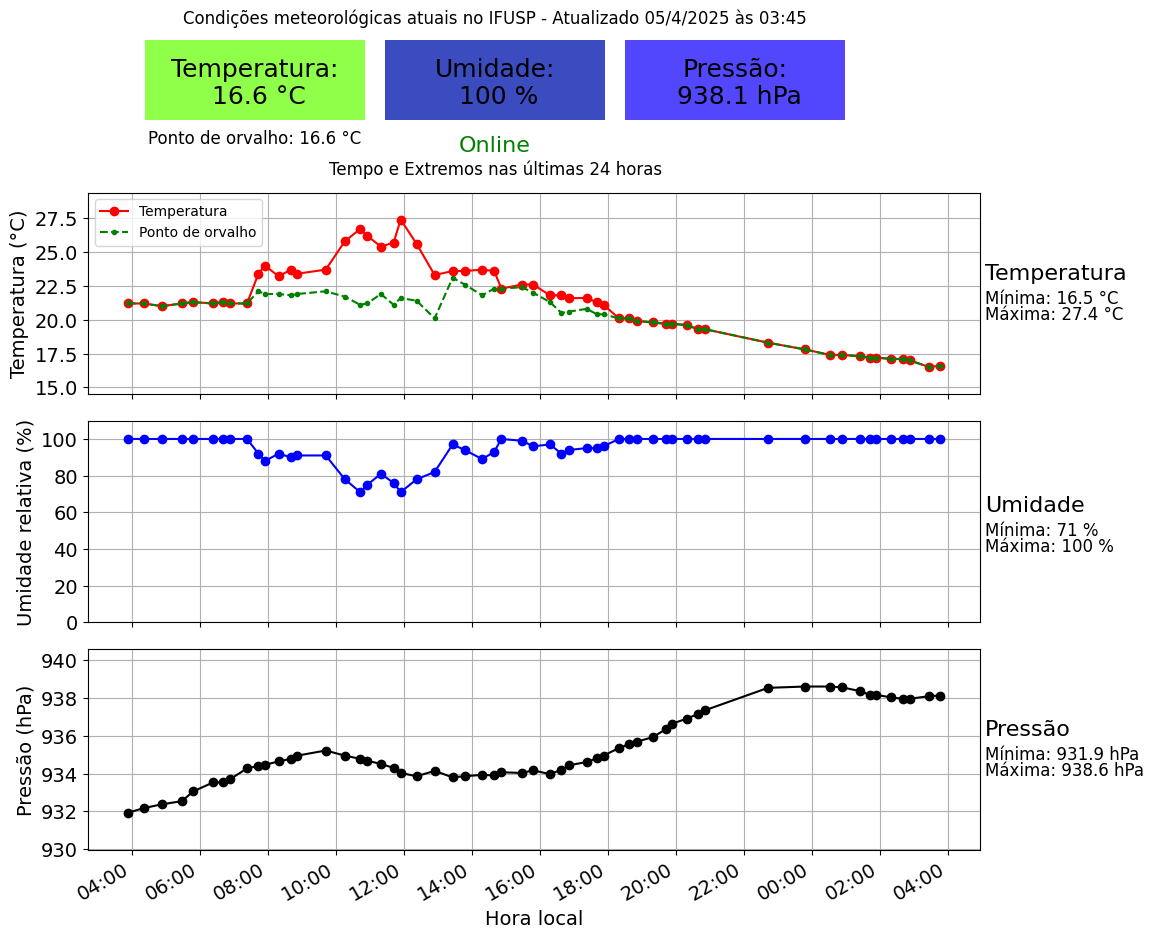 Condições meteorológicas atuais no IFUSP - Atualizado 05/4/2025 às 03:45
Temperatura:
16.6 °C
Umidade:
100 %
Pressão:
938.1 hPa
Ponto de orvalho: 16.6 °C
Online
Tempo e Extremos nas últimas 24 horas
Temperatura (°C)
27.5
25.0
22.5
20.0
17.5
15.0
Temperatura
Ponto de orvalho
Temperatura
Mínima: 16.5 °C
Máxima: 27.4 °C
Umidade relativa (%)
100
80
60
40
20
0
Umidade
Mínima: 71 %
Máxima: 100 %
Pressão (hPa)
940
938
936
934
932
930
Pressão
Mínima: 931.9 hPa
Máxima: 938.6 hPa
04:00 06:00 08:00 10:00 12:00 14:00 16:00 18:00 20:00 22:00 00:00 02:00 04:00
Hora local